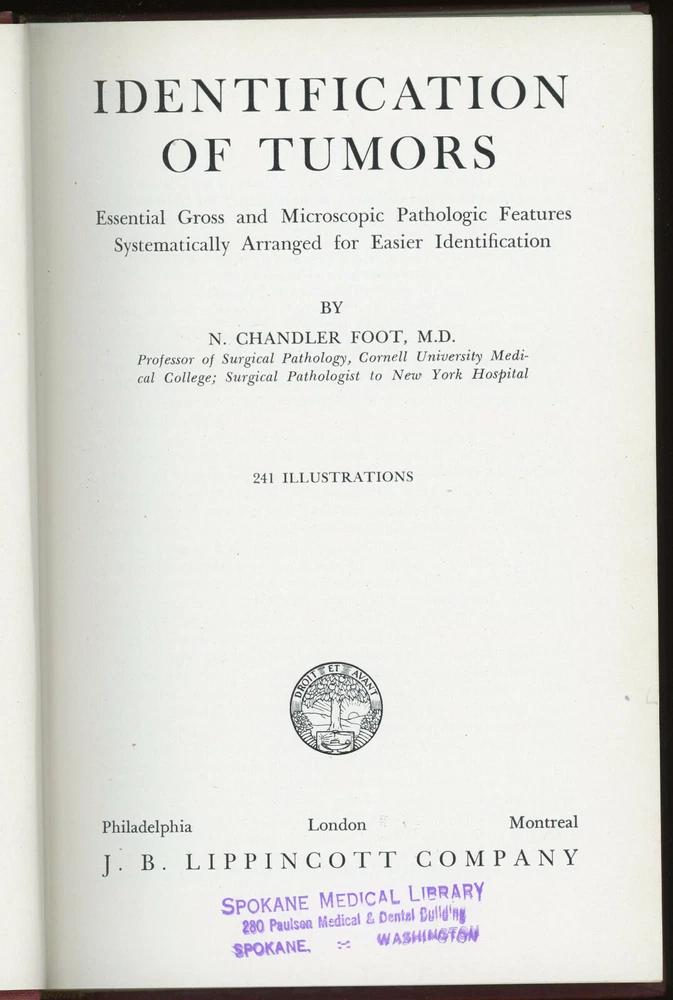 IDENTIFICATION
OF TUMORS
Essential Gross and Microscopic Pathologic Features
Systematically Arranged for Easier Identification
BY
N. CHANDLER FOOT, M.D.
Professor of Surgical Pathology, Cornell University Medi-
cal College; Surgical Pathologist to New York Hospital
241 ILLUSTRATIONS
DROIT ET AVANT
Philadelphia London Montreal
J. B. LIPPINCOTT COMPANY
SPOKANE MEDICAL LIBRARY
280 Paulsen Medical & Dental Building
SPOKANE, -:- WASHINGTON